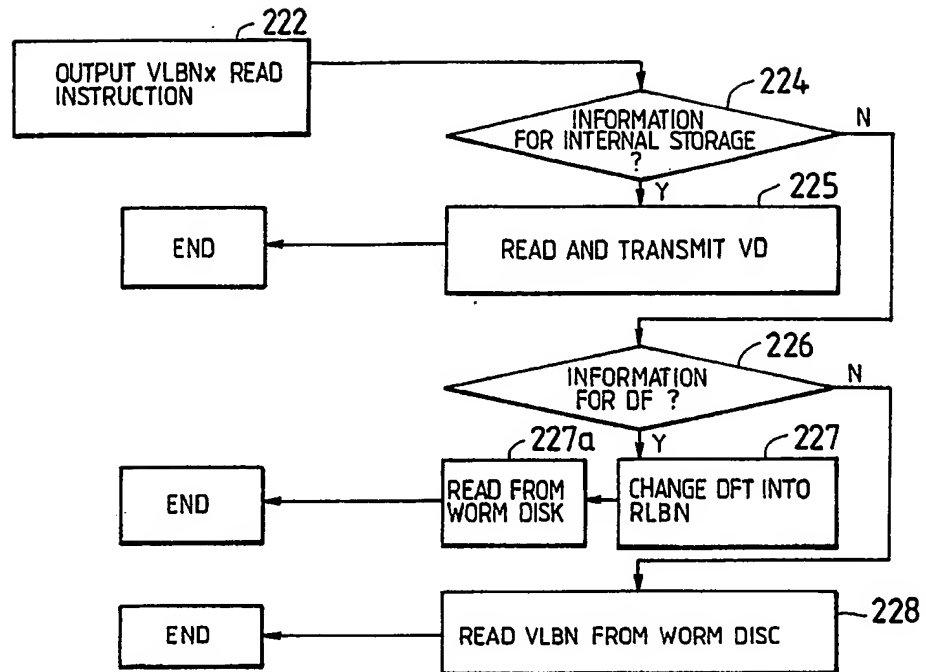 222
OUTPUT VLBNx READ
INSTRUCTION
224
INFORMATION
FOR INTERNAL STORAGE
?
N
Y
225
READ AND TRANSMIT VD
END
226
INFORMATION
FOR DF ?
N
Y
227
CHANGE DFT INTO
RLBN
227a
READ FROM
WORM DISK
END
228
READ VLBN FROM WORM DISC
END